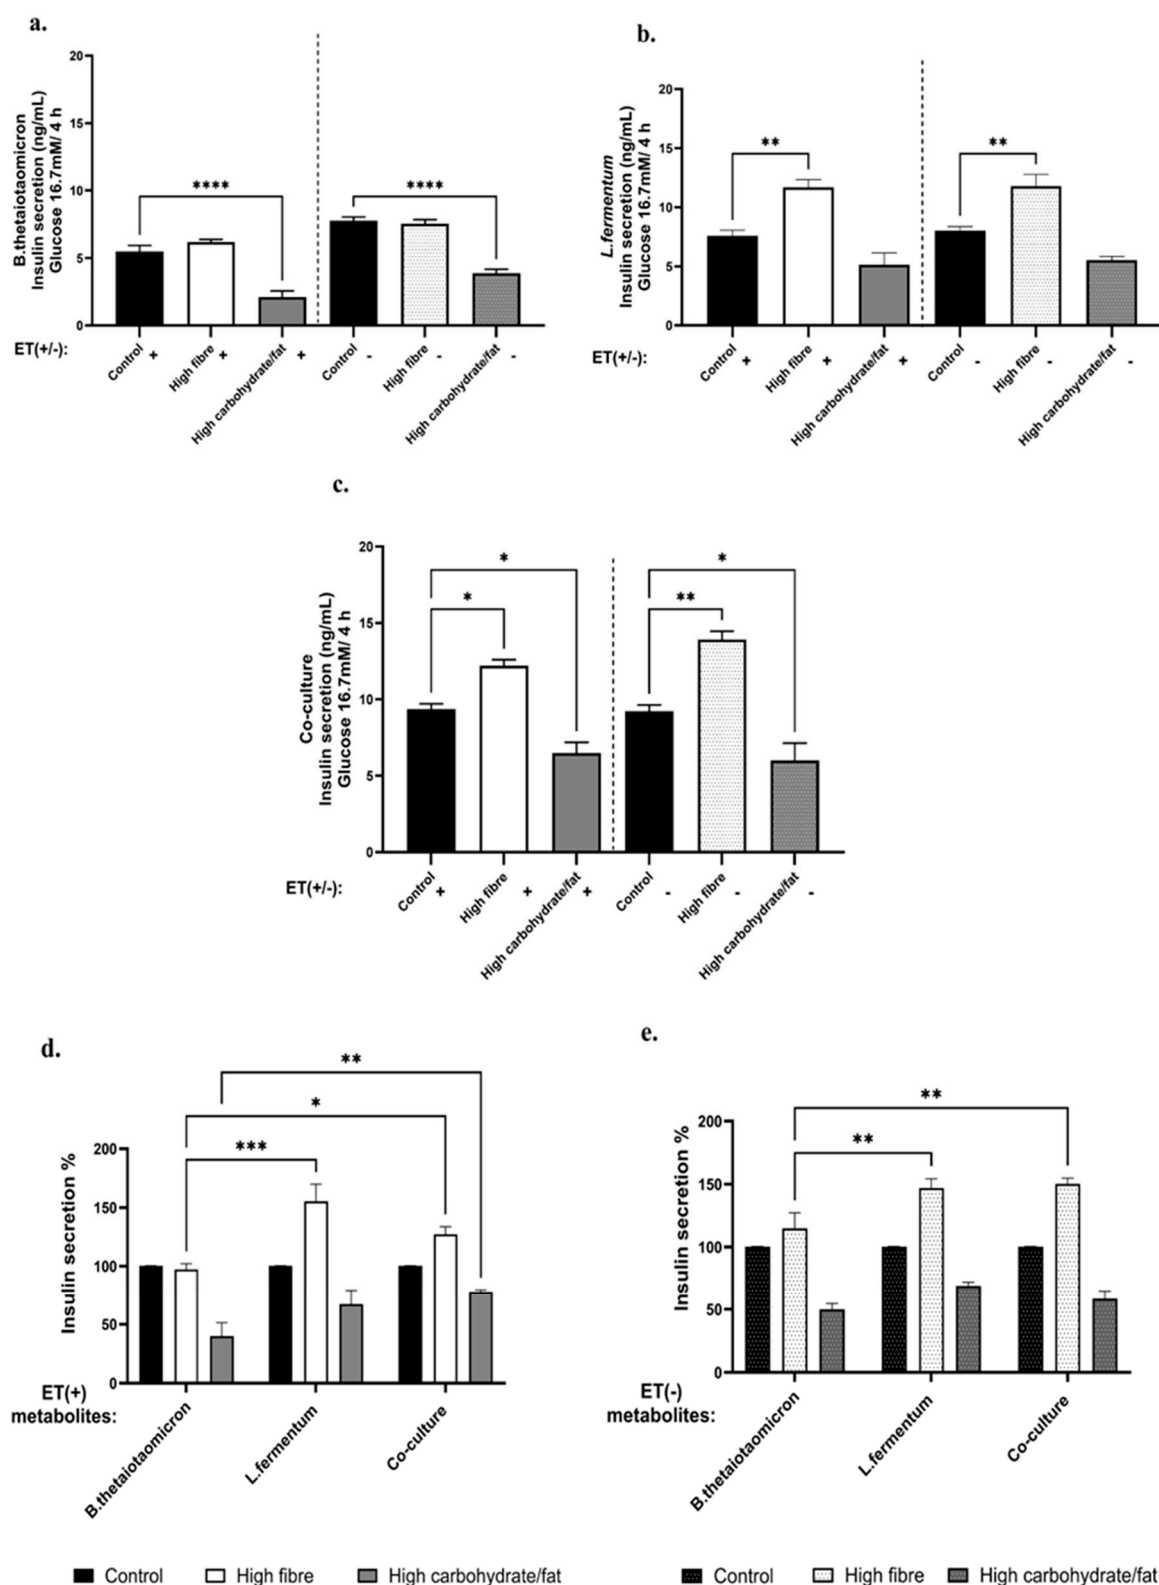 a.
B.thetaiotaomicron
Insulin secretion (ng/mL)
Glucose 16.7mM/ 4 h
20
15
10
5
0
****
****
ET(+/-):
Control +
High fibre +
High carbohydrate/fat +
Control -
High fibre -
High carbohydrate/fat -
b.
L.fermentum
Insulin secretion (ng/mL)
Glucose 16.7mM/ 4 h
20
15
10
5
0
**
**
ET(+/-):
Control +
High fibre +
High carbohydrate/fat +
Control -
High fibre -
High carbohydrate/fat -
c.
Co-culture
Insulin secretion (ng/mL)
Glucose 16.7mM/ 4 h
20
15
10
5
0
*
*
*
**
ET(+/-):
Control +
High fibre +
High carbohydrate/fat +
Control -
High fibre -
High carbohydrate/fat -
d.
Insulin secretion %
200
150
100
50
0
**
*
***
ET(+)
metabolites:
B.thetaiotaomicron
L.fermentum
Co-culture
Control
High fibre
High carbohydrate/fat
e.
Insulin secretion %
200
150
100
50
0
**
**
ET(-)
metabolites:
B.thetaiotaomicron
L.fermentum
Co-culture
Control
High fibre
High carbohydrate/fat